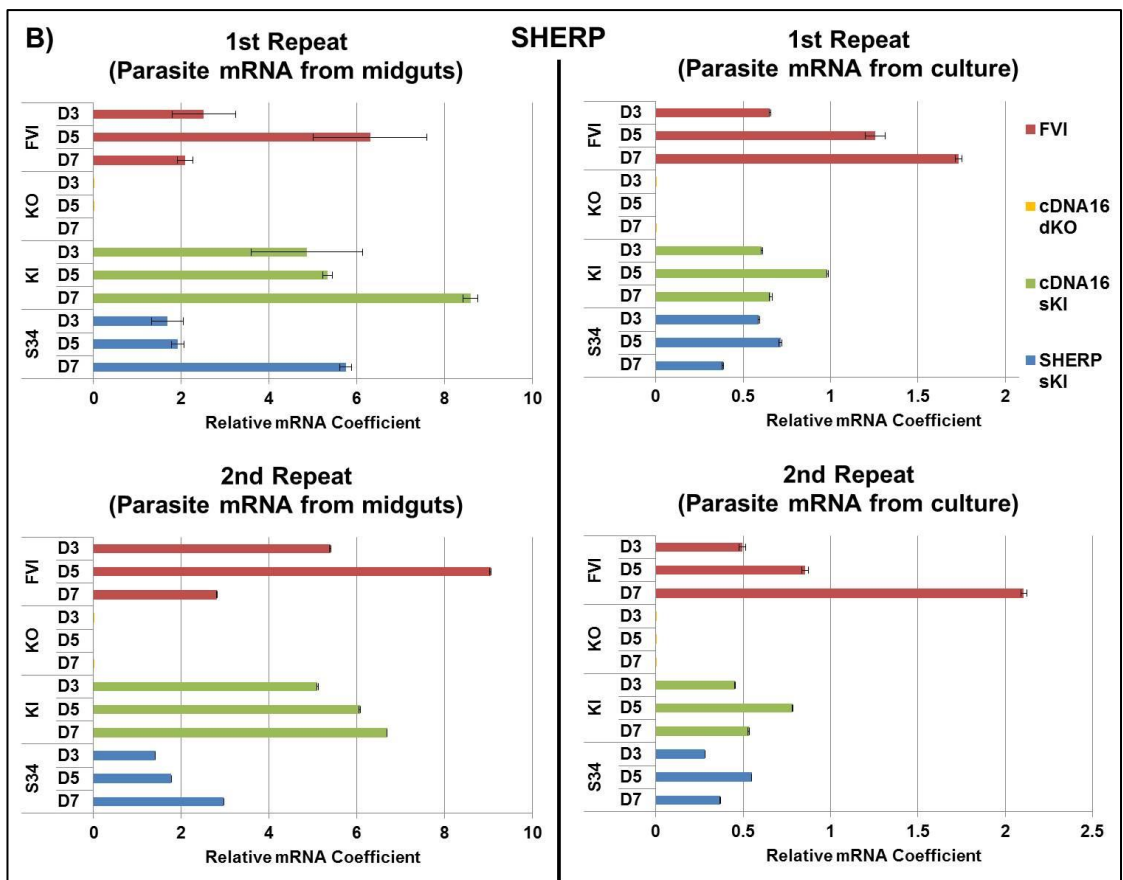 B)
SHERP
1st Repeat
(Parasite mRNA from midguts)
FVI
D3
D5
D7
KO
D3
D5
D7
KI
D3
D5
D7
S34
D3
D5
D7
0 2 4 6 8 10
Relative mRNA Coefficient
1st Repeat
(Parasite mRNA from culture)
FVI
D3
D5
D7
KO
D3
D5
D7
KI
D3
D5
D7
S34
D3
D5
D7
0 0.5 1 1.5 2
Relative mRNA Coefficient
FVI
cDNA16
dKO
cDNA16
sKI
SHERP
sKI
2nd Repeat
(Parasite mRNA from midguts)
FVI
D3
D5
D7
KO
D3
D5
D7
KI
D3
D5
D7
S34
D3
D5
D7
0 2 4 6 8 10
Relative mRNA Coefficient
2nd Repeat
(Parasite mRNA from culture)
FVI
D3
D5
D7
KO
D3
D5
D7
KI
D3
D5
D7
S34
D3
D5
D7
0 0.5 1 1.5 2 2.5
Relative mRNA Coefficient